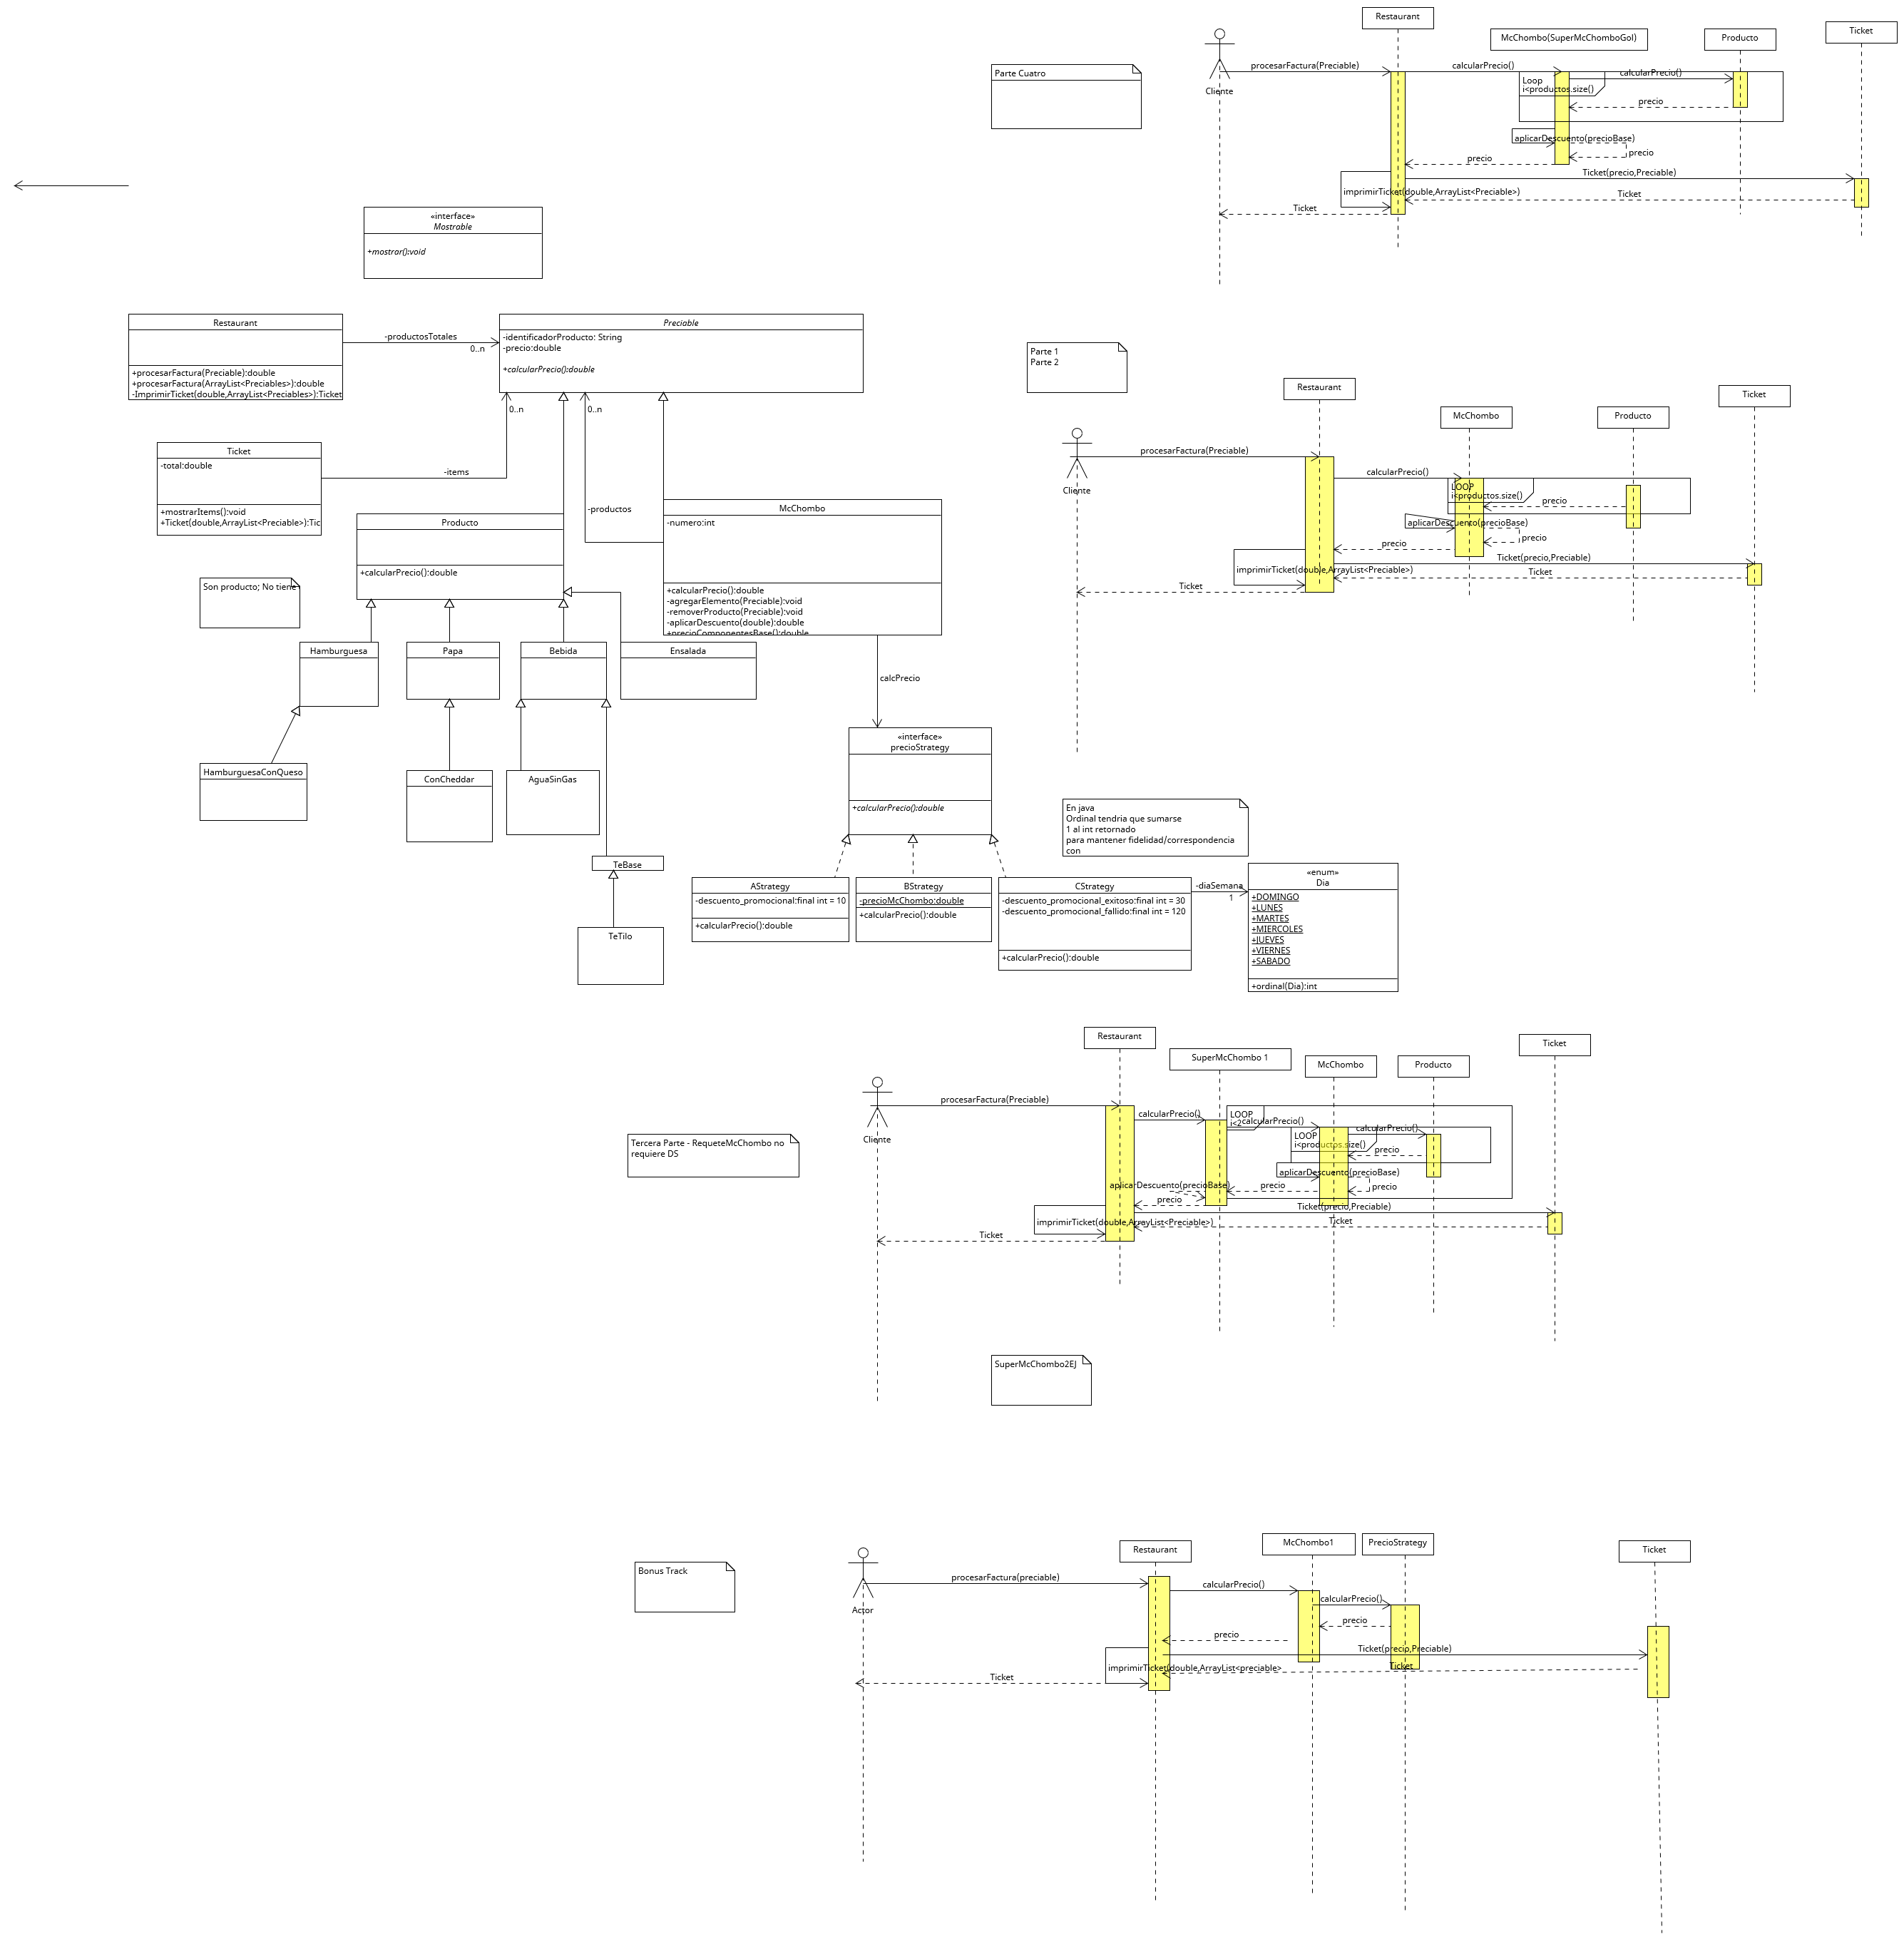 Restaurant
McChombo(SuperMcChomboGol)
Producto
Ticket
Parte Cuatro
Cliente
procesarFactura(Preciable)
calcularPrecio()
Loop
i<productos.size()
calcularPrecio()
precio
aplicarDescuento(precioBase)
precio
precio
Ticket(precio,Preciable)
imprimirTicket(double,ArrayList<Preciable>)
Ticket
Ticket
«interface»
Mostrable
+mostrar():void
Restaurant
+procesarFactura(Preciable):double
+procesarFactura(ArrayList<Preciables>):double
-ImprimirTicket(double,ArrayList<Preciables>):Ticket
-productosTotales
0..n
Preciable
-identificadorProducto: String
-precio:double
+calcularPrecio():double
0..n
0..n
Ticket
-total:double
+mostrarItems():void
+Ticket(double,ArrayList<Preciable>):Tic
-items
-productos
Producto
+calcularPrecio():double
McChombo
-numero:int
+calcularPrecio():double
-agregarElemento(Preciable):void
-removerProducto(Preciable):void
-aplicarDescuento(double):double
+precioComponentesBase():double
Son producto; No tiene
Hamburguesa
Papa
Bebida
Ensalada
calcPrecio
HamburguesaConQueso
ConCheddar
AguaSinGas
TeBase
TeTilo
«interface»
precioStrategy
+calcularPrecio():double
AStrategy
-descuento_promocional:final int = 10
+calcularPrecio():double
BStrategy
-precioMcChombo:double
+calcularPrecio():double
CStrategy
-descuento_promocional_exitoso:final int = 30
-descuento_promocional_fallido:final int = 120
+calcularPrecio():double
-diaSemana
1
«enum»
Dia
+DOMINGO
+LUNES
+MARTES
+MIERCOLES
+JUEVES
+VIERNES
+SABADO
+ordinal(Dia):int
En java
Ordinal tendria que sumarse
1 al int retornado
para mantener fidelidad/correspondencia
con
Parte 1
Parte 2
Restaurant
McChombo
Producto
Ticket
Cliente
procesarFactura(Preciable)
calcularPrecio()
LOOP
i<productos.size()
precio
aplicarDescuento(precioBase)
precio
precio
Ticket(precio,Preciable)
imprimirTicket(double,ArrayList<Preciable>)
Ticket
Ticket
Tercera Parte - RequeteMcChombo no
requiere DS
Restaurant
SuperMcChombo 1
McChombo
Producto
Ticket
Cliente
procesarFactura(Preciable)
calcularPrecio()
LOOP
i<2
calcularPrecio()
LOOP
i<productos.size()
calcularPrecio()
precio
aplicarDescuento(precioBase)
precio
precio
aplicarDescuento(precioBase)
precio
Ticket(precio,Preciable)
imprimirTicket(double,ArrayList<Preciable>)
Ticket
Ticket
SuperMcChombo2EJ
Bonus Track
Restaurant
McChombo1
PrecioStrategy
Ticket
Actor
procesarFactura(preciable)
calcularPrecio()
calcularPrecio()
precio
precio
Ticket(precio,Preciable)
imprimirTicket(double,ArrayList<preciable>
Ticket
Ticket